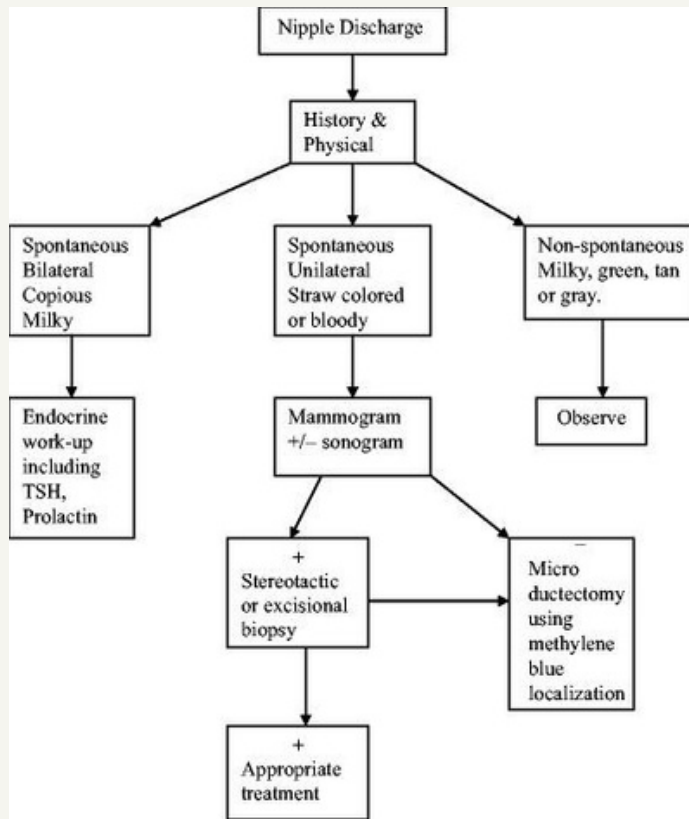 Nipple Discharge
History &
Physical
Spontaneous
Bilateral
Copious
Milky
Spontaneous
Unilateral
Straw colored
or bloody
Non-spontaneous
Milky, green, tan
or gray.
Endocrine
work-up
including
TSH,
Prolactin
Mammogram
+/– sonogram
Observe
+
Stereotactic
or excisional
biopsy
–
Micro
ductectomy
using
methylene
blue
localization
+
Appropriate
treatment